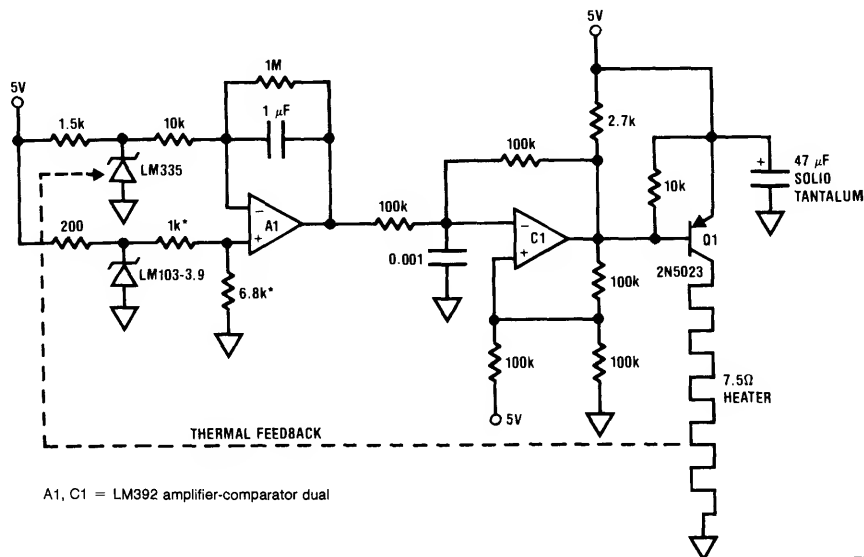 5V
5V
1M
1 μF
1.5k
10k
2.7k
100k
LM335
10k
+
47 μF
SOLID
TANTALUM
−
A1
+
100k
−
C1
+
Q1
2N5023
200
1k*
LM103-3.9
0.001
6.8k*
100k
100k
100k
7.5Ω
HEATER
5V
THERMAL FEEDBACK
A1, C1 = LM392 amplifier-comparator dual